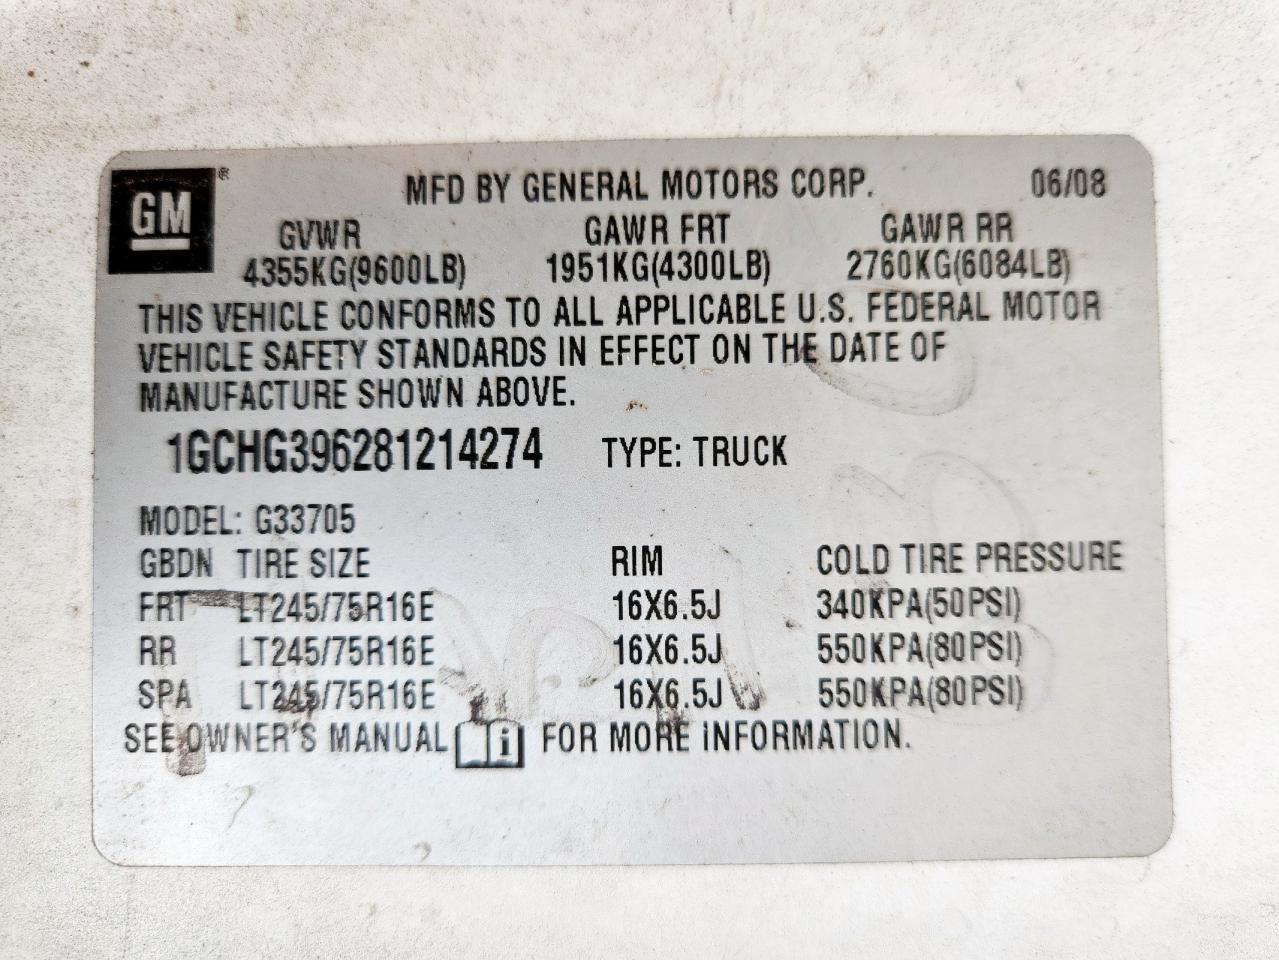 GM ®
MFD BY GENERAL MOTORS CORP. 06/08
GVWR GAWR FRT GAWR RR
4355KG(9600LB) 1951KG(4300LB) 2760KG(6084LB)
THIS VEHICLE CONFORMS TO ALL APPLICABLE U.S. FEDERAL MOTOR
VEHICLE SAFETY STANDARDS IN EFFECT ON THE DATE OF
MANUFACTURE SHOWN ABOVE.
1GCHG396281214274 TYPE: TRUCK
MODEL: G33705
GBDN TIRE SIZE RIM COLD TIRE PRESSURE
FRT LT245/75R16E 16X6.5J 340KPA(50PSI)
RR LT245/75R16E 16X6.5J 550KPA(80PSI)
SPA LT245/75R16E 16X6.5J 550KPA(80PSI)
SEE OWNER'S MANUAL i FOR MORE INFORMATION.